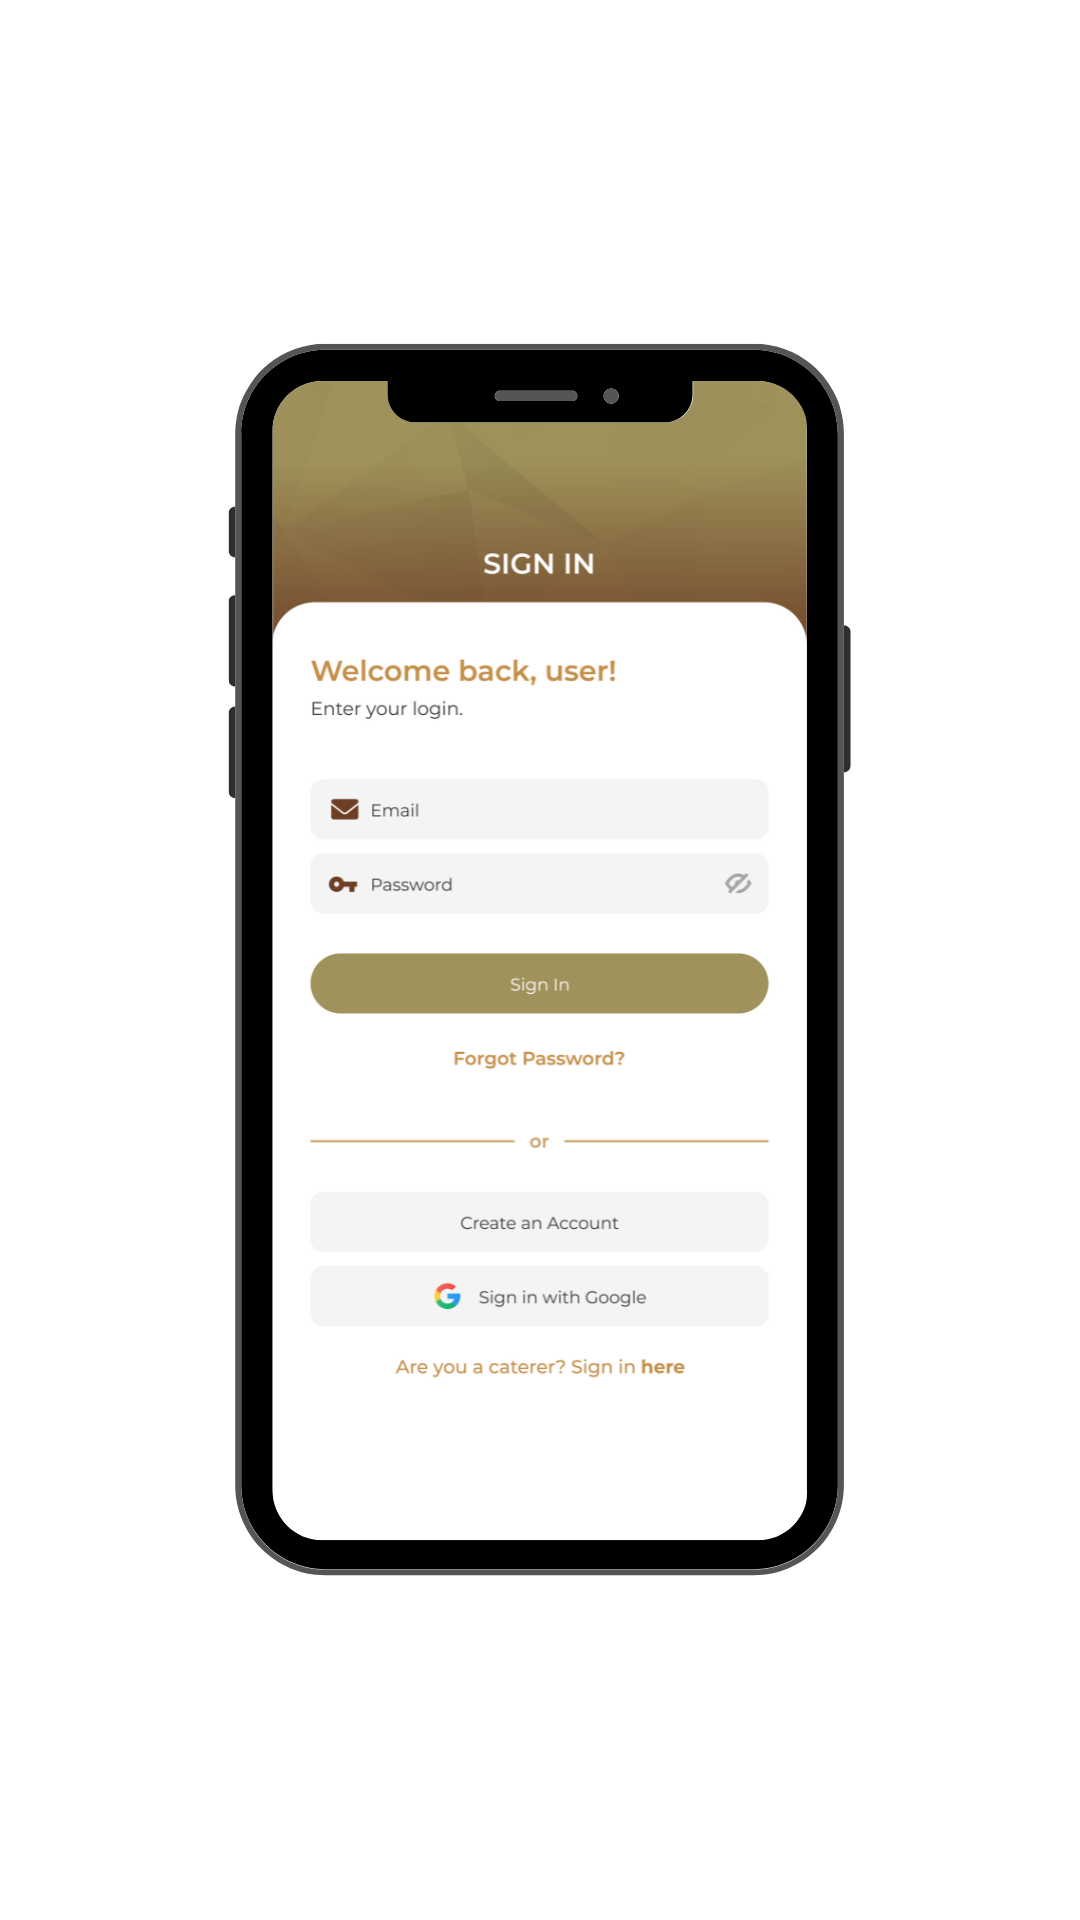 SIGN IN
Welcome back, user!
Enter your login.
Email
Password
Sign In
Forgot Password?
or
Create an Account
Sign in with Google
Are you a caterer? Sign in here